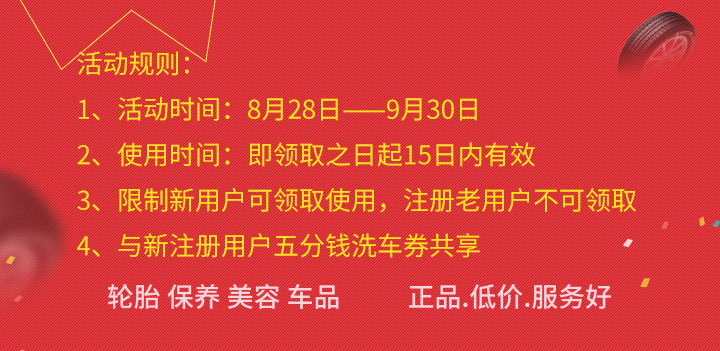 活动规则：
1、活动时间：8月28日——9月30日
2、使用时间：即领取之日起15日内有效
3、限制新用户可领取使用，注册老用户不可领取
4、与新注册用户五分钱洗车券共享
轮胎 保养 美容 车品 正品.低价.服务好